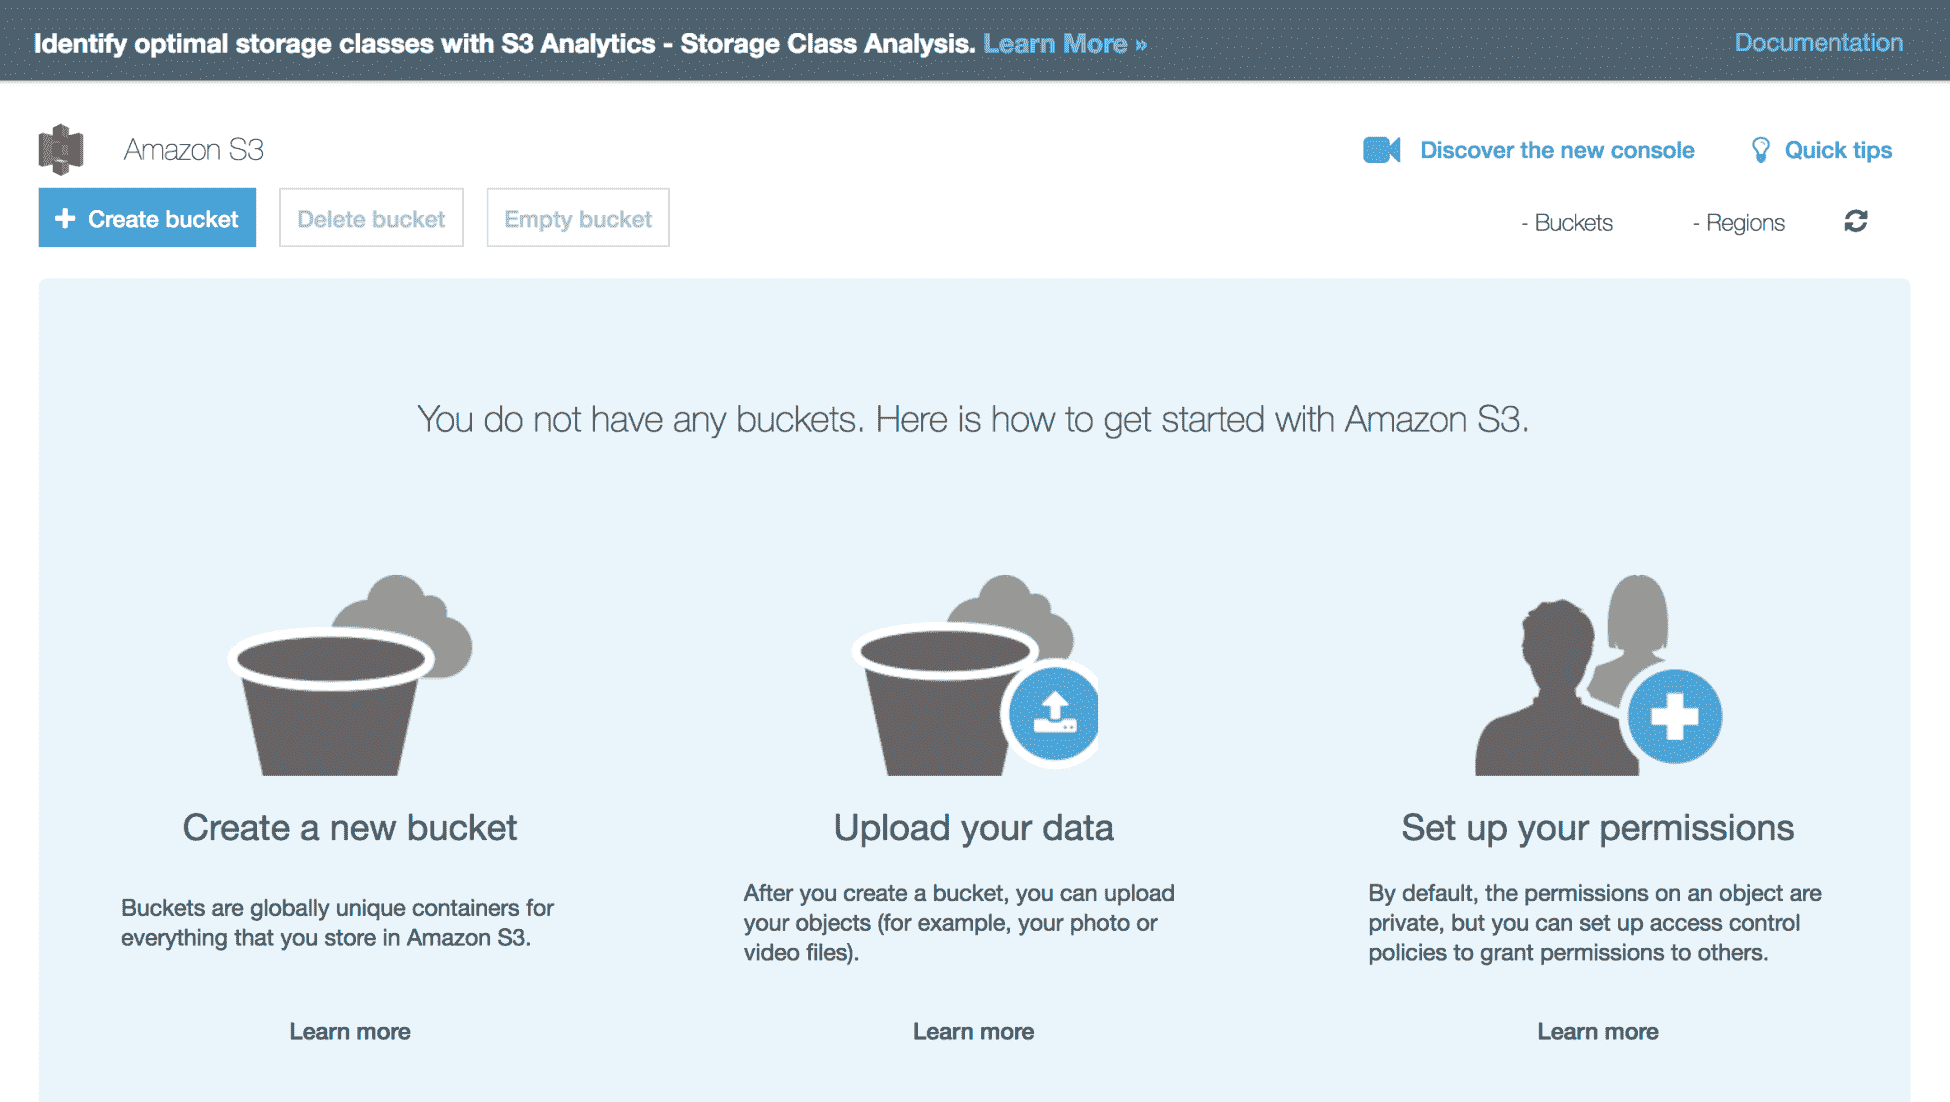 Identify optimal storage classes with S3 Analytics - Storage Class Analysis. Learn More » Documentation
Amazon S3 Discover the new console Quick tips
Create bucket Delete bucket Empty bucket - Buckets - Regions
You do not have any buckets. Here is how to get started with Amazon S3.
Create a new bucket
Buckets are globally unique containers for
everything that you store in Amazon S3.
Learn more
Upload your data
After you create a bucket, you can upload
your objects (for example, your photo or
video files).
Learn more
Set up your permissions
By default, the permissions on an object are
private, but you can set up access control
policies to grant permissions to others.
Learn more